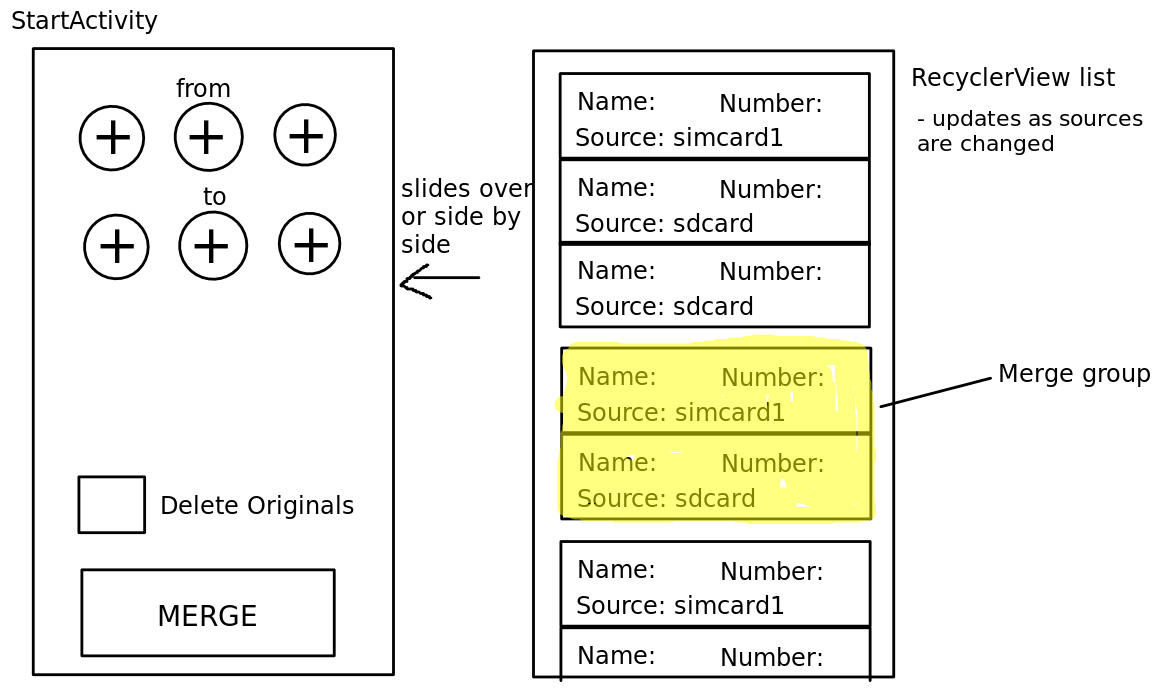 StartActivity
from
to
Delete Originals
MERGE
slides over
or side by
side
Name: Number:
Source: simcard1
Name: Number:
Source: sdcard
Name: Number:
Source: sdcard
Name: Number:
Source: simcard1
Name: Number:
Source: sdcard
Name: Number:
Source: simcard1
Name: Number:
RecyclerView list
- updates as sources
are changed
Merge group